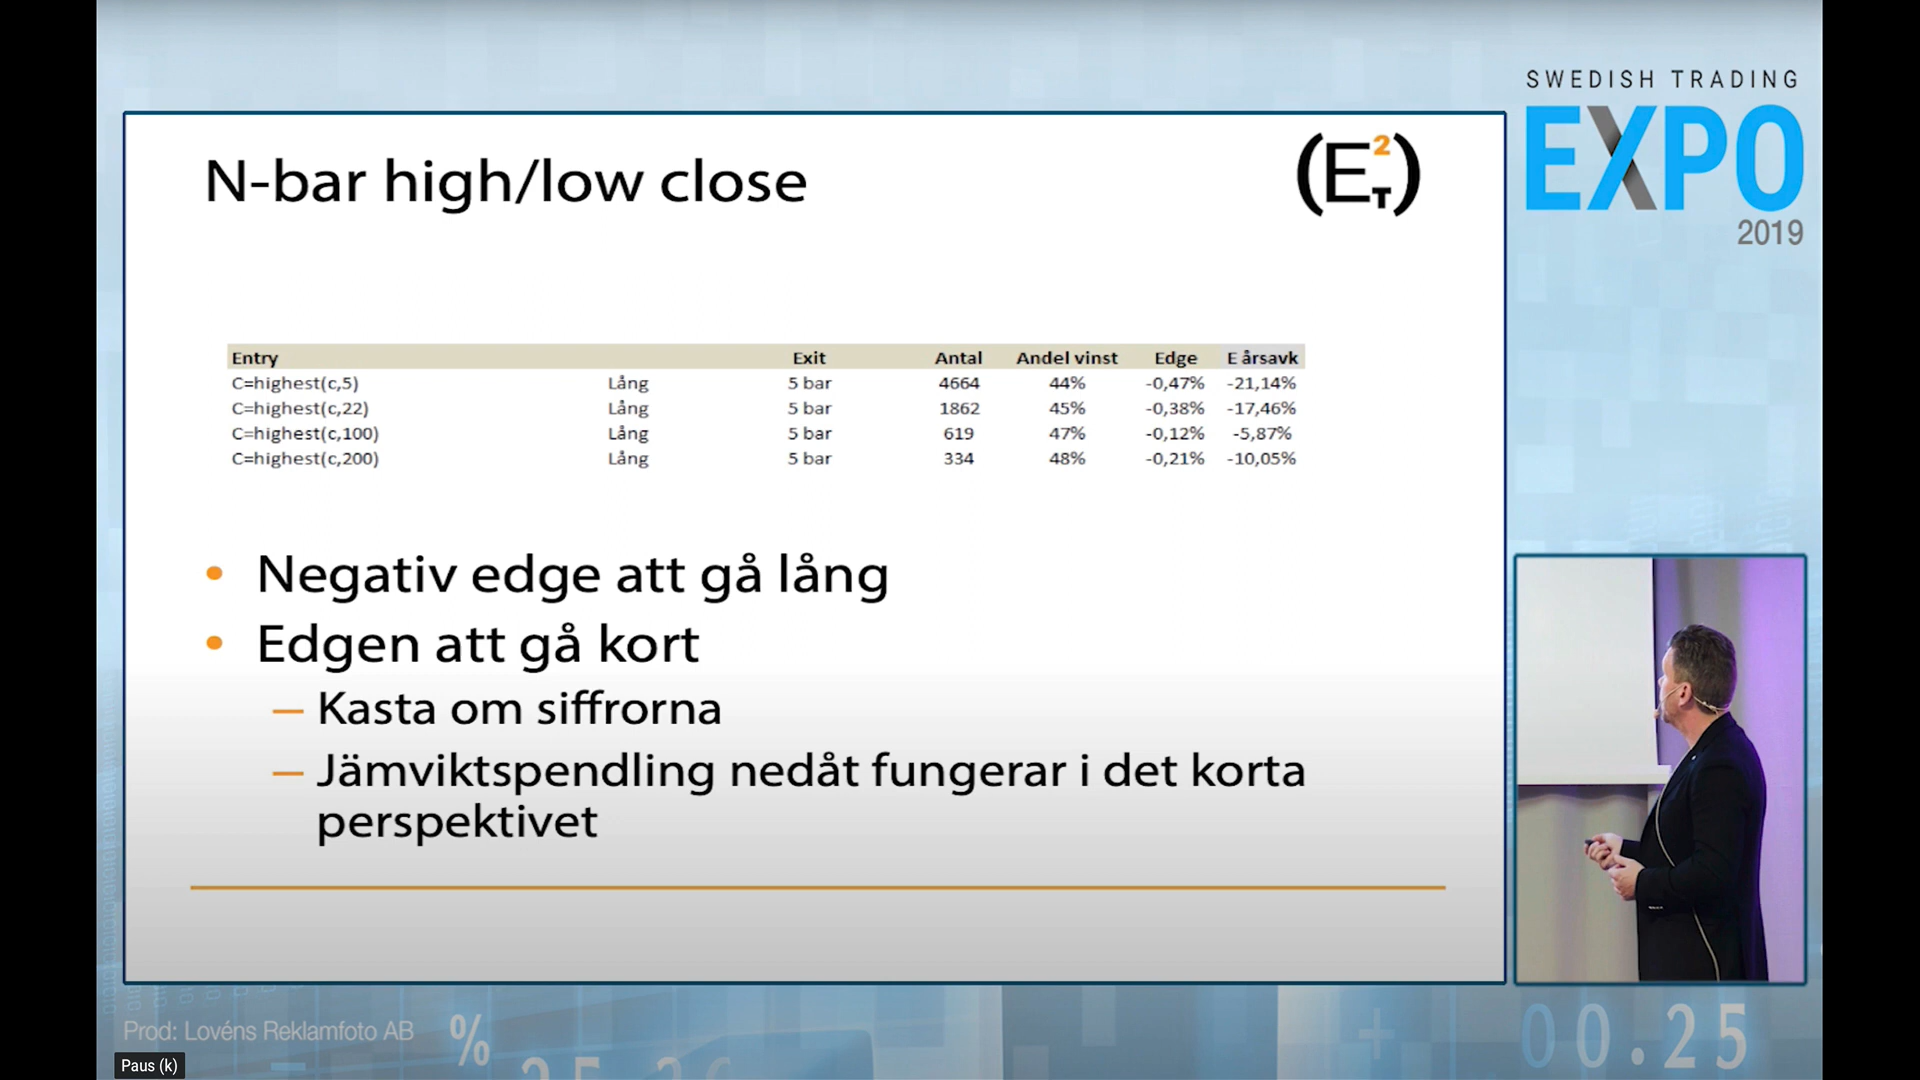 SWEDISH TRADING
EXPO
2019
N-bar high/low close
(E²T)
Entry Exit Antal Andel vinst Edge E årsavk
C=highest(c,5) Lång 5 bar 4664 44% -0,47% -21,14%
C=highest(c,22) Lång 5 bar 1862 45% -0,38% -17,46%
C=highest(c,100) Lång 5 bar 619 47% -0,12% -5,87%
C=highest(c,200) Lång 5 bar 334 48% -0,21% -10,05%
• Negativ edge att gå lång
• Edgen att gå kort
— Kasta om siffrorna
— Jämviktspendling nedåt fungerar i det korta
perspektivet
Prod: Lovéns Reklamfoto AB
%
+
00.25
Paus (k)